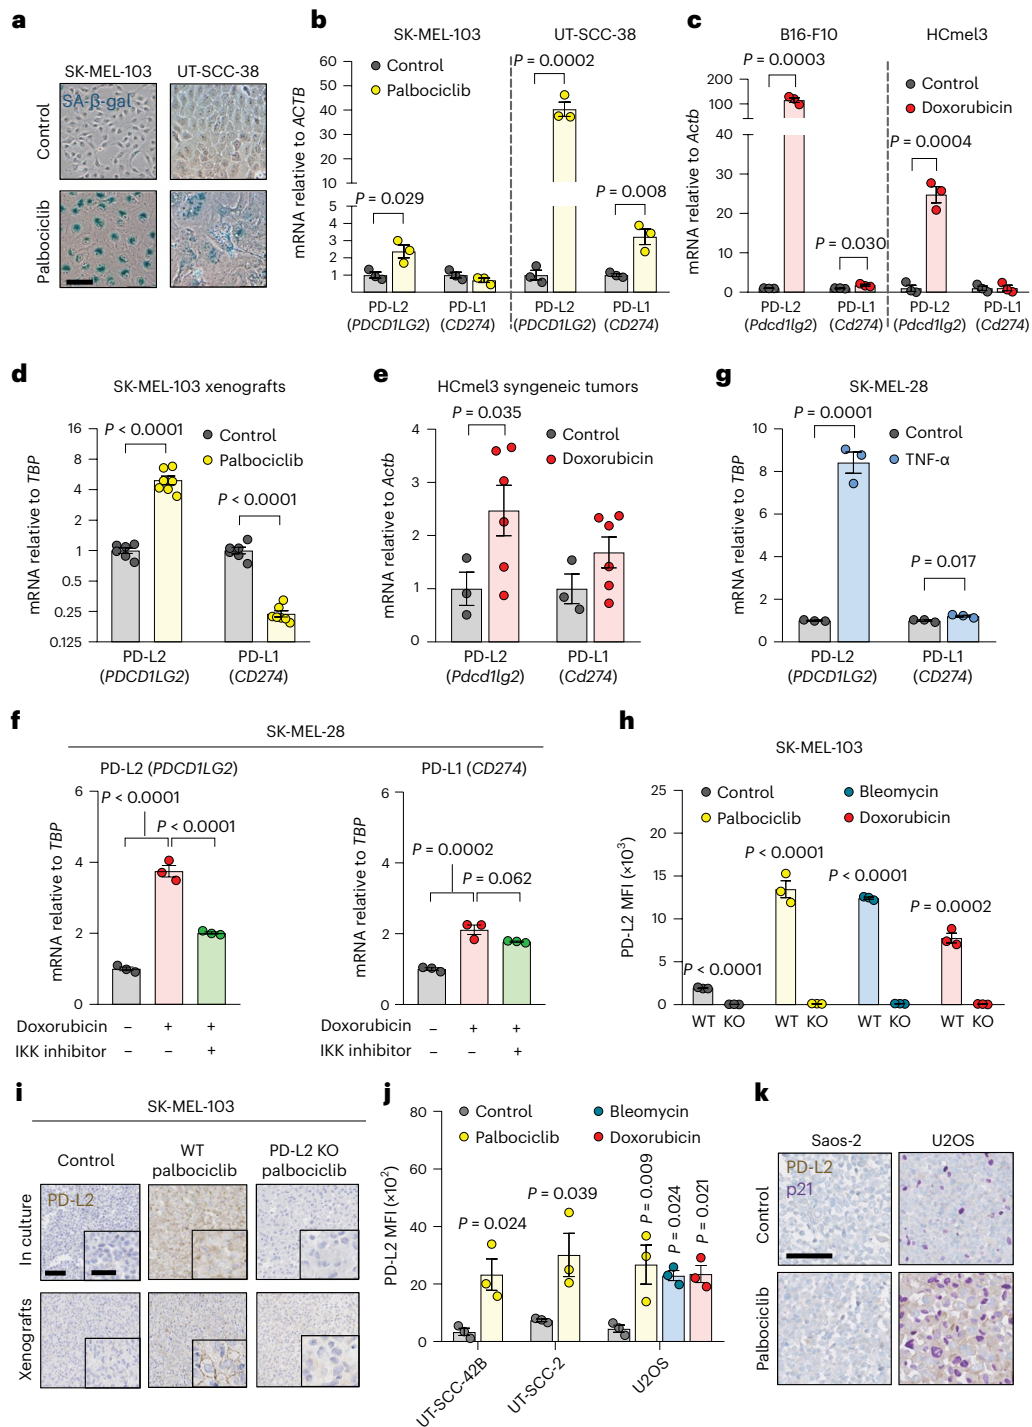 a
SK-MEL-103
UT-SCC-38
SA-β-gal
Control
Palbociclib
b
SK-MEL-103
UT-SCC-38
Control
Palbociclib
P = 0.0002
P = 0.029
P = 0.008
mRNA relative to ACTB
60
50
40
30
20
10
5
4
3
2
1
PD-L2
(PDCD1LG2)
PD-L1
(CD274)
PD-L2
(PDCD1LG2)
PD-L1
(CD274)
c
B16-F10
HCmel3
P = 0.0003
Control
Doxorubicin
P = 0.0004
P = 0.030
mRNA relative to Actb
200
100
40
30
20
10
0
PD-L2
(Pdcd1lg2)
PD-L1
(Cd274)
PD-L2
(Pdcd1lg2)
PD-L1
(Cd274)
d
SK-MEL-103 xenografts
P < 0.0001
Control
Palbociclib
P < 0.0001
mRNA relative to TBP
16
8
4
2
1
0.5
0.25
0.125
PD-L2
(PDCD1LG2)
PD-L1
(CD274)
e
HCmel3 syngeneic tumors
P = 0.035
Control
Doxorubicin
mRNA relative to Actb
4
3
2
1
0
PD-L2
(Pdcd1lg2)
PD-L1
(Cd274)
g
SK-MEL-28
P = 0.0001
Control
TNF-α
P = 0.017
mRNA relative to TBP
10
8
6
4
2
0
PD-L2
(PDCD1LG2)
PD-L1
(CD274)
f
SK-MEL-28
PD-L2 (PDCD1LG2)
P < 0.0001
P < 0.0001
mRNA relative to TBP
6
4
2
0
Doxorubicin – + +
IKK inhibitor – – +
PD-L1 (CD274)
P = 0.0002
P = 0.062
mRNA relative to TBP
6
4
2
0
Doxorubicin – + +
IKK inhibitor – – +
h
SK-MEL-103
Control
Palbociclib
Bleomycin
Doxorubicin
P < 0.0001
P < 0.0001
P < 0.0001
P = 0.0002
PD-L2 MFI (×10³)
25
20
15
10
5
0
WT KO WT KO WT KO WT KO
i
SK-MEL-103
Control
WT
palbociclib
PD-L2 KO
palbociclib
PD-L2
In culture
Xenografts
j
Control
Palbociclib
Bleomycin
Doxorubicin
P = 0.024
P = 0.039
P = 0.009
P = 0.024
P = 0.021
PD-L2 MFI (×10²)
80
60
40
20
0
UT-SCC-42B
UT-SCC-2
U2OS
k
Saos-2
U2OS
PD-L2
p21
Control
Palbociclib